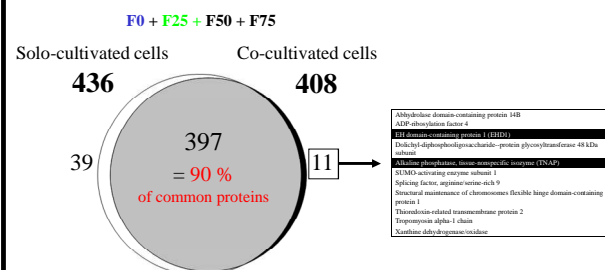 F0 + F25 + F50 + F75
Solo-cultivated cells
Co-cultivated cells
436
408
397
= 90 %
of common proteins
39
11
Abhydrolase domain-containing protein 14B
ADP-ribosylation factor 4
EH domain-containing protein 1 (EHD1)
Dolichyl-diphosphooligosaccharide--protein glycosyltransferase 48 kDa
subunit
Alkaline phosphatase, tissue-nonspecific isozyme (TNAP)
SUMO-activating enzyme subunit 1
Splicing factor, arginine/serine-rich 9
Structural maintenance of chromosomes flexible hinge domain-containing
protein 1
Thioredoxin-related transmembrane protein 2
Tropomyosin alpha-1 chain
Xanthine dehydrogenase/oxidase